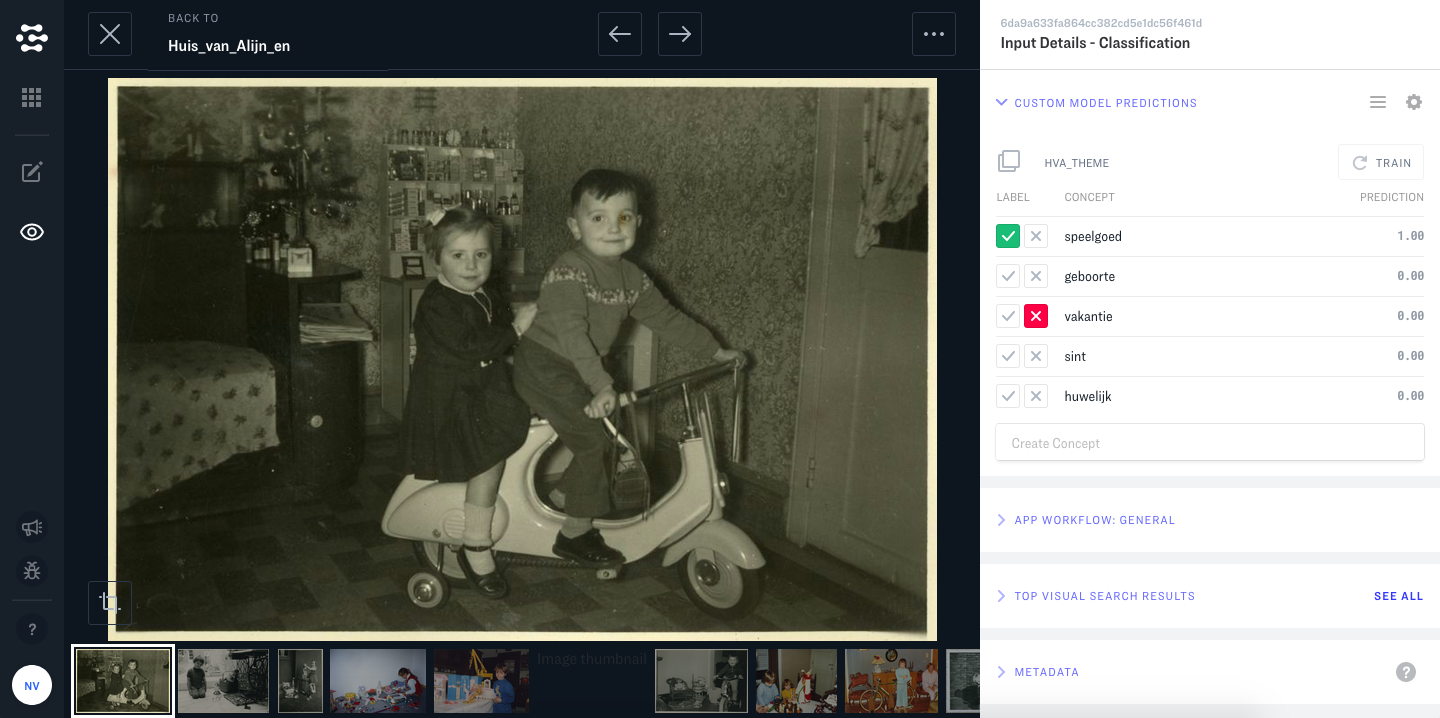 BACK TO
Huis_van_Alijn_en
6da9a633fa864cc382cd5e1dc56f461d
Input Details - Classification
CUSTOM MODEL PREDICTIONS
HVA_THEME
TRAIN
LABEL CONCEPT PREDICTION
speelgoed 1.00
geboorte 0.00
vakantie 0.00
sint 0.00
huwelijk 0.00
Create Concept
APP WORKFLOW: GENERAL
TOP VISUAL SEARCH RESULTS SEE ALL
METADATA ?
?
NV
Image thumbnail